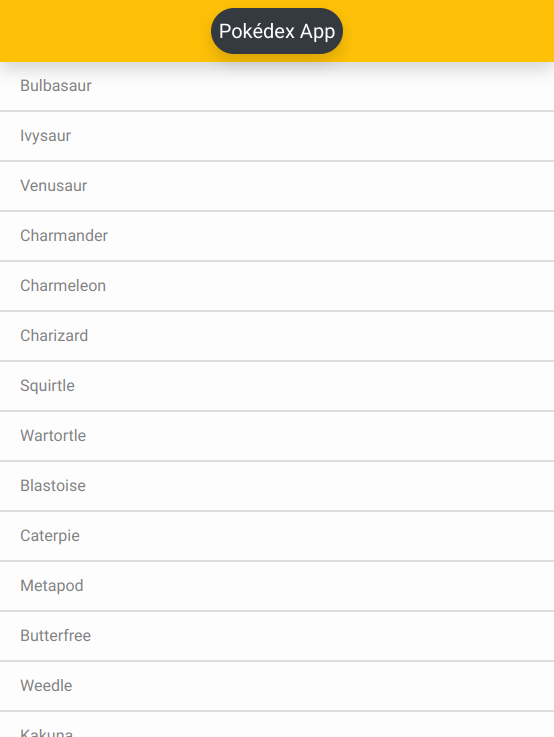 Pokédex App
Bulbasaur
Ivysaur
Venusaur
Charmander
Charmeleon
Charizard
Squirtle
Wartortle
Blastoise
Caterpie
Metapod
Butterfree
Weedle
Kakuna